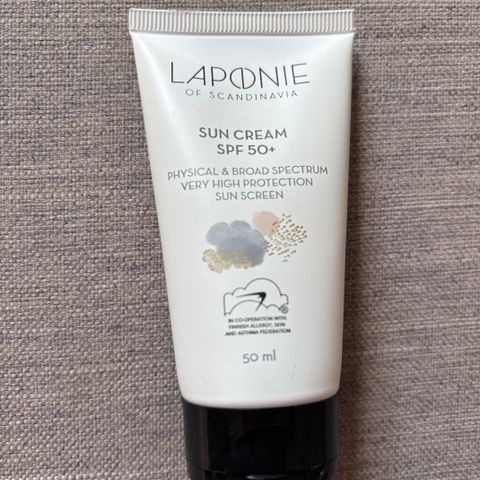 LAPONIE
OF SCANDINAVIA
SUN CREAM
SPF 50+
PHYSICAL & BROAD SPECTRUM
VERY HIGH PROTECTION
SUN SCREEN
®
IN CO-OPERATION WITH
FINNISH ALLERGY, SKIN
AND ASTHMA FEDERATION
50 ml